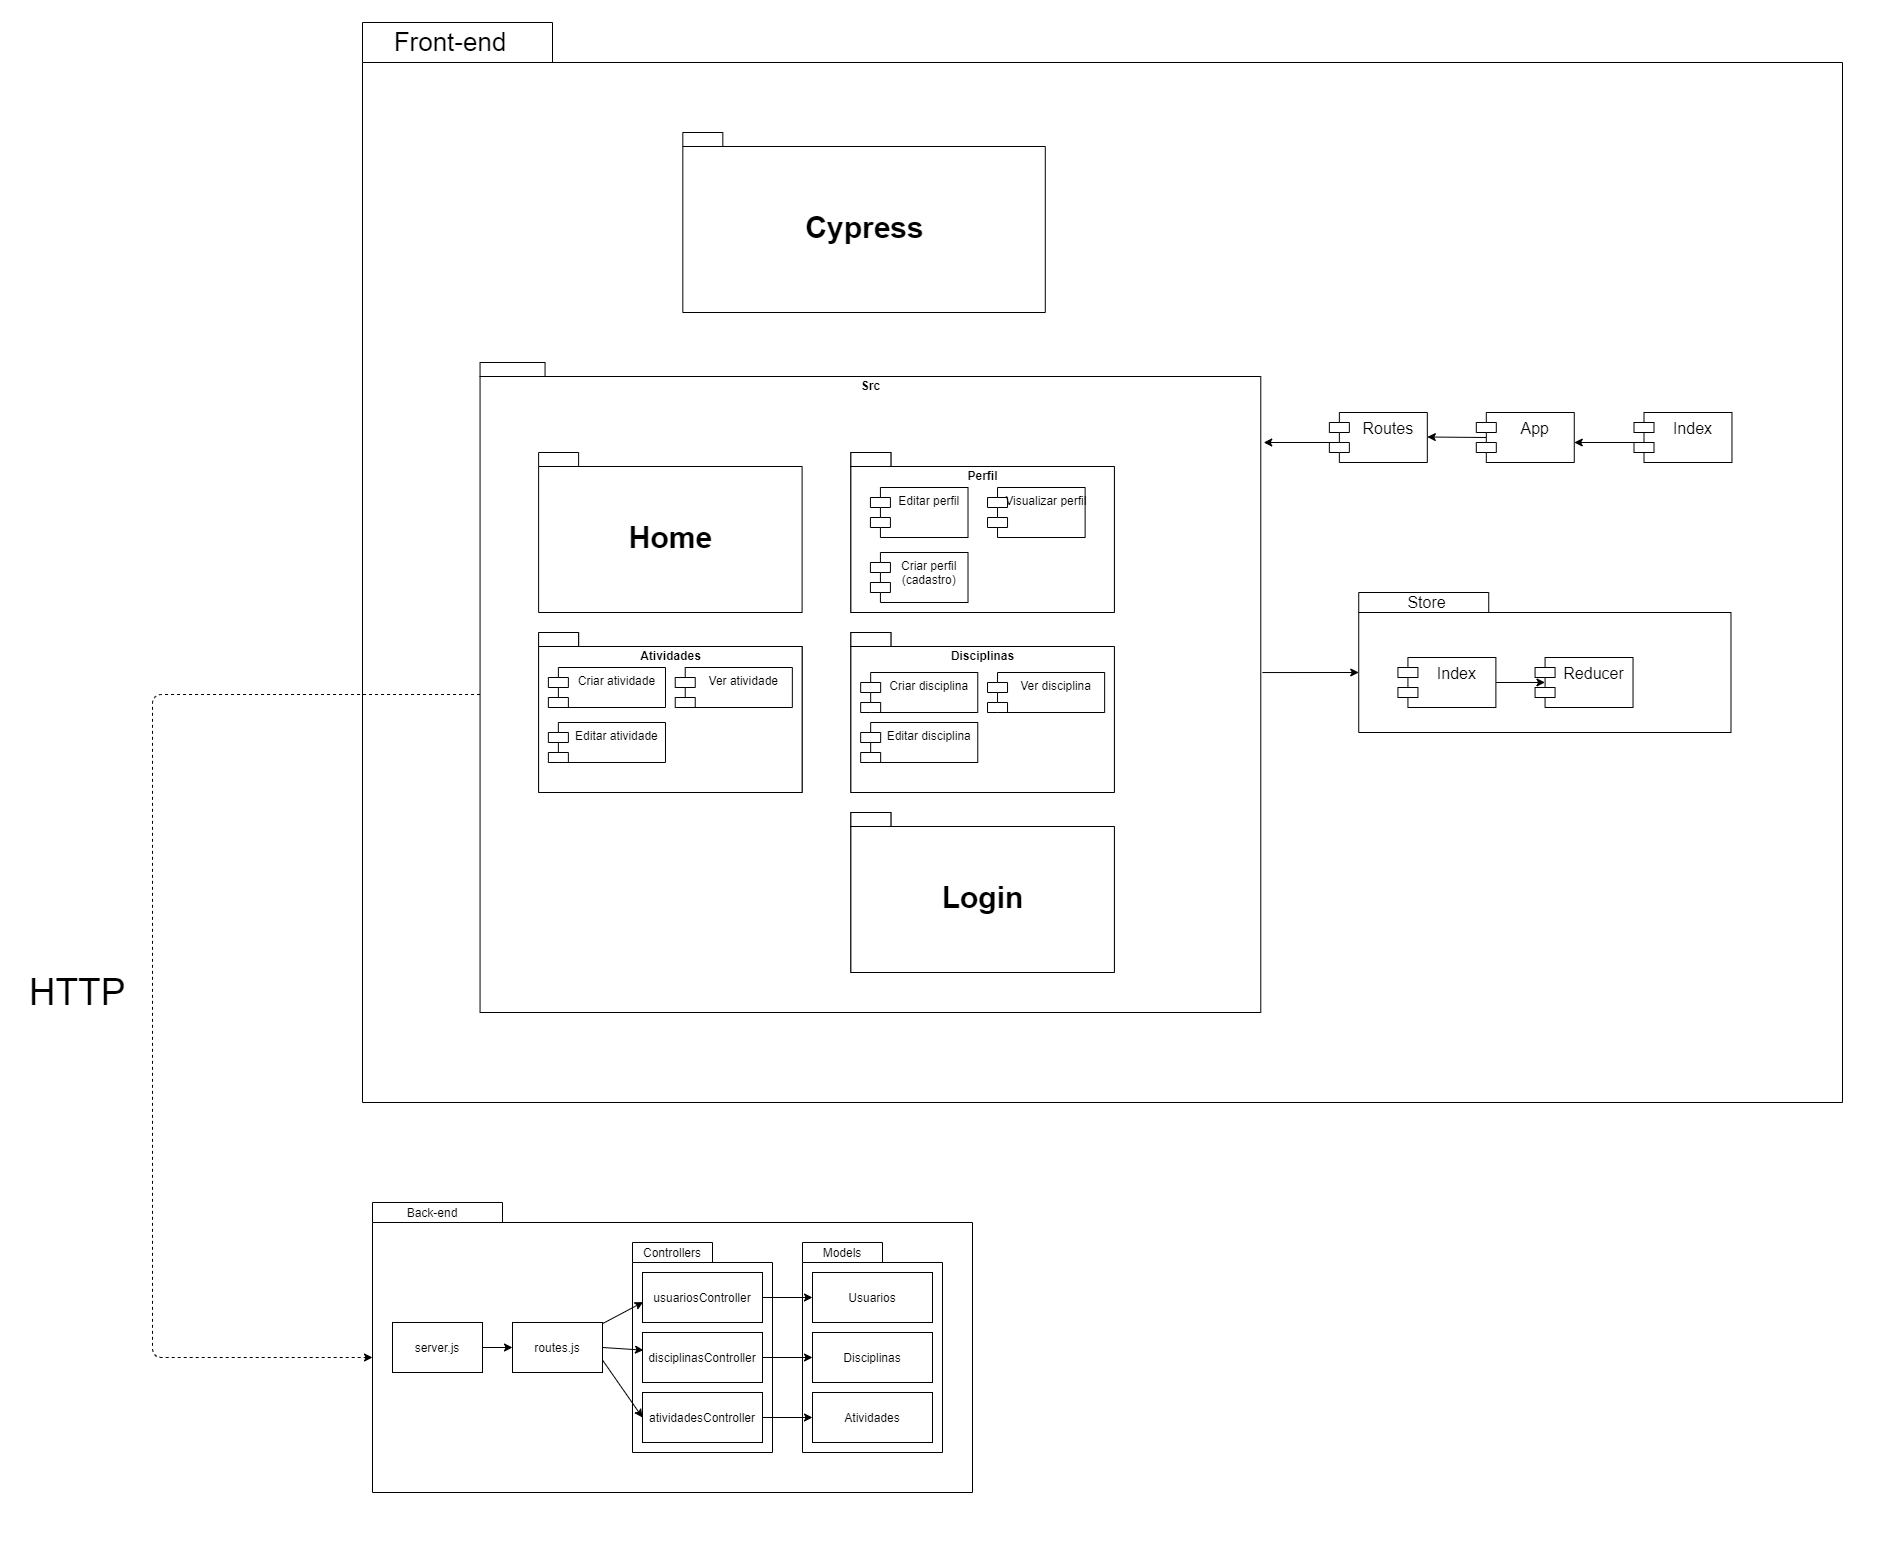 Front-end
Cypress
Src
Routes
App
Index
Home
Perfil
Editar perfil
Visualizar perfil
Criar perfil
(cadastro)
Store
Index
Reducer
Atividades
Criar atividade
Ver atividade
Editar atividade
Disciplinas
Criar disciplina
Ver disciplina
Editar disciplina
Login
HTTP
Back-end
Controllers
Models
usuariosController
Usuarios
server.js
routes.js
disciplinasController
Disciplinas
atividadesController
Atividades